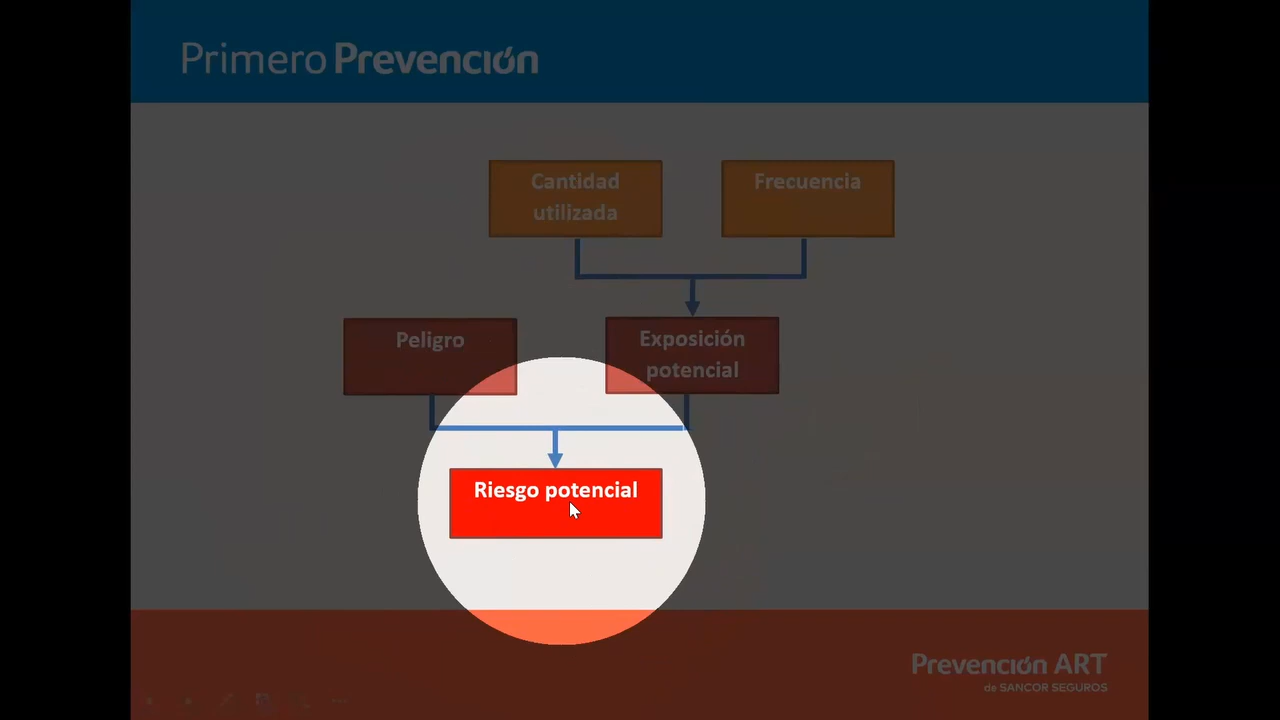 Primero Prevención
Cantidad
utilizada
Frecuencia
Peligro
Exposición
potencial
Riesgo potencial
Prevención ART
de SANCOR SEGUROS